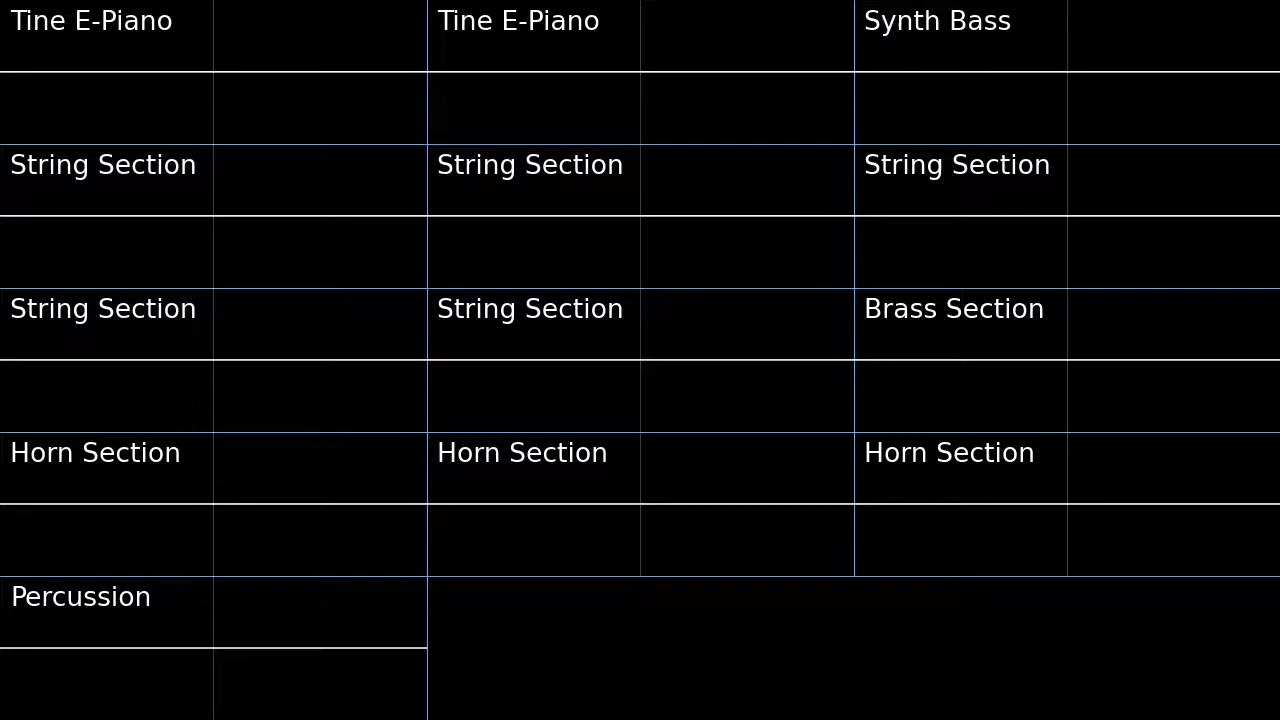 Tine E-Piano
Tine E-Piano
Synth Bass
String Section
String Section
String Section
String Section
String Section
Brass Section
Horn Section
Horn Section
Horn Section
Percussion